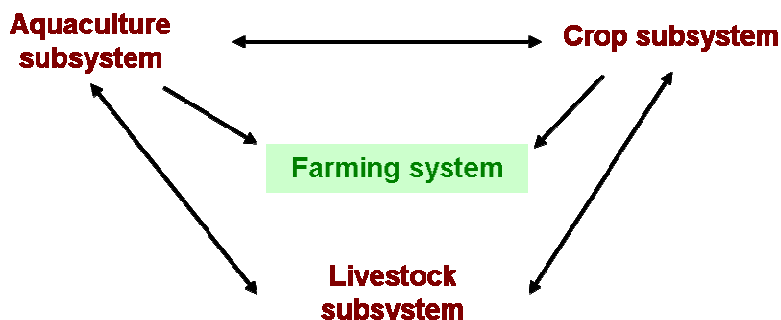 Aquaculture
subsystem
Crop subsystem
Farming system
Livestock
subsystem